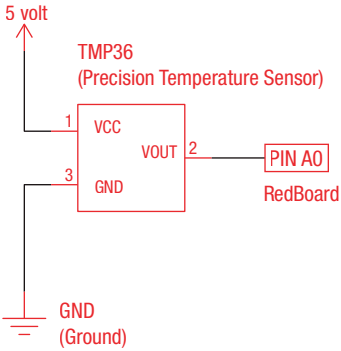 5 volt
TMP36
(Precision Temperature Sensor)
1
VCC
VOUT
2
PIN A0
3
GND
RedBoard
GND
(Ground)